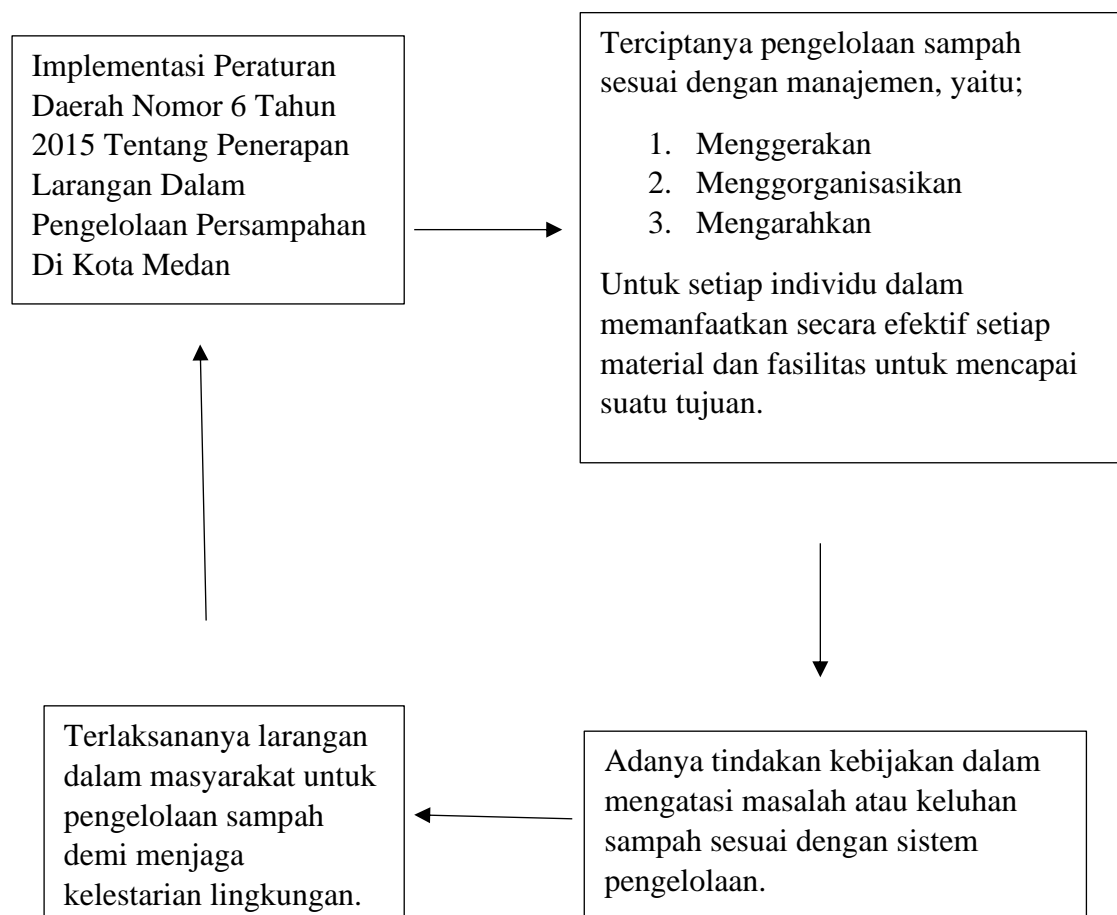 Implementasi Peraturan
Daerah Nomor 6 Tahun
2015 Tentang Penerapan
Larangan Dalam
Pengelolaan Persampahan
Di Kota Medan
Terciptanya pengelolaan sampah
sesuai dengan manajemen, yaitu;
1. Menggerakan
2. Menggorganisasikan
3. Mengarahkan
Untuk setiap individu dalam
memanfaatkan secara efektif setiap
material dan fasilitas untuk mencapai
suatu tujuan.
Adanya tindakan kebijakan dalam
mengatasi masalah atau keluhan
sampah sesuai dengan sistem
pengelolaan.
Terlaksananya larangan
dalam masyarakat untuk
pengelolaan sampah
demi menjaga
kelestarian lingkungan.